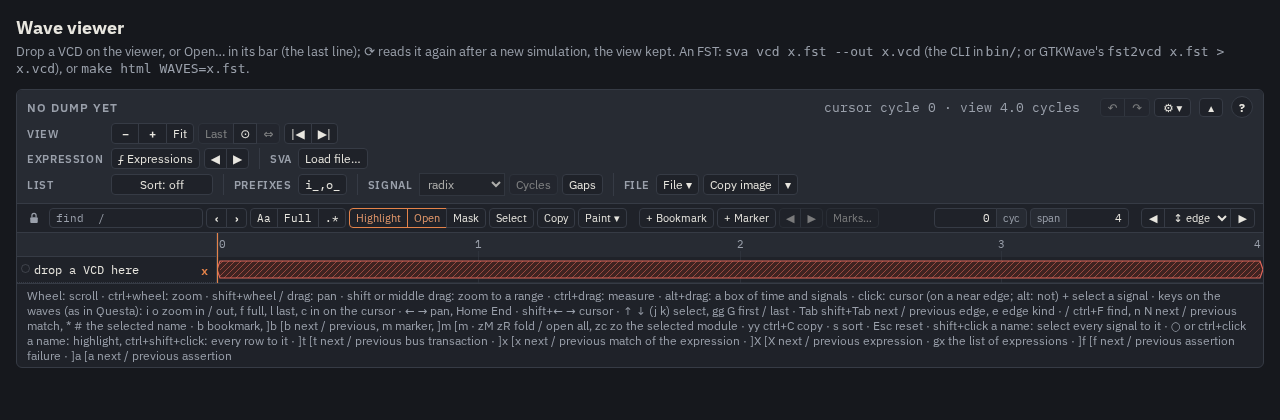 Wave viewer
Drop a VCD on the viewer, or Open... in its bar (the last line); ⟳ reads it again after a new simulation, the view kept. An FST: sva vcd x.fst --out x.vcd (the CLI in bin/; or GTKWave's fst2vcd x.fst >
x.vcd), or make html WAVES=x.fst.
NO DUMP YET cursor cycle 0 · view 4.0 cycles ↶ ↷ ⚙ ▾ ▴ ?
VIEW − + Fit Last ⊙ ⇔ |◀ ▶|
EXPRESSION ⨍ Expressions ◀ ▶ SVA Load file...
LIST Sort: off PREFIXES i_,o_ SIGNAL radix Cycles Gaps FILE File ▾ Copy image ▾
find / ‹ › Aa Full .* Highlight Open Mask Select Copy Paint ▾ + Bookmark + Marker ◀ ▶ Marks... 0 cyc span 4 ◀ ↕ edge ▶
0 1 2 3 4
drop a VCD here x
Wheel: scroll · ctrl+wheel: zoom · shift+wheel / drag: pan · shift or middle drag: zoom to a range · ctrl+drag: measure · alt+drag: a box of time and signals · click: cursor (on a near edge; alt: not) + select a signal · keys on the
waves (as in Questa): i o zoom in / out, f full, l last, c in on the cursor · ← → pan, Home End · shift+← → cursor · ↑ ↓ (j k) select, gg G first / last · Tab shift+Tab next / previous edge, e edge kind · / ctrl+F find, n N next / previous
match, * # the selected name · b bookmark, ]b [b next / previous, m marker, ]m [m · zM zR fold / open all, zc zo the selected module · yy ctrl+C copy · s sort · Esc reset · shift+click a name: select every signal to it · ○ or ctrl+click
a name: highlight, ctrl+shift+click: every row to it · ]t [t next / previous bus transaction · ]x [x next / previous match of the expression · ]X [X next / previous expression · gx the list of expressions · ]f [f next / previous assertion
failure · ]a [a next / previous assertion